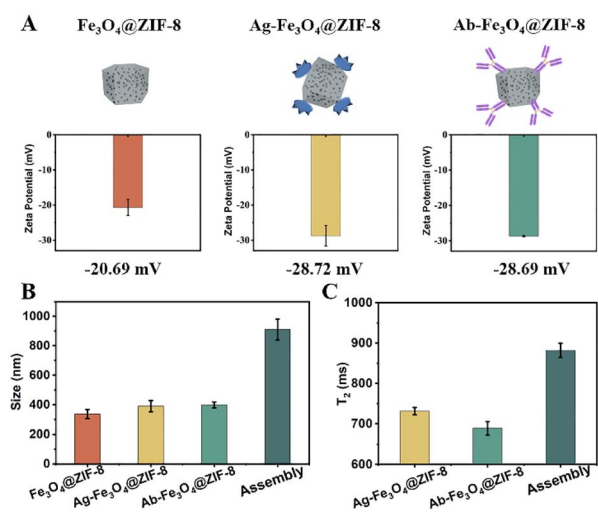 A
Fe₃O₄@ZIF-8
Ag-Fe₃O₄@ZIF-8
Ab-Fe₃O₄@ZIF-8
Zeta Potential (mV)
0
-10
-20
-30
-20.69 mV
Zeta Potential (mV)
0
-10
-20
-30
-28.72 mV
Zeta Potential (mV)
0
-10
-20
-30
-28.69 mV
B
Size (nm)
1000
800
600
400
200
0
Fe₃O₄@ZIF-8
Ag-Fe₃O₄@ZIF-8
Ab-Fe₃O₄@ZIF-8
Assembly
C
T₂ (ms)
1000
900
800
700
600
Ag-Fe₃O₄@ZIF-8
Ab-Fe₃O₄@ZIF-8
Assembly